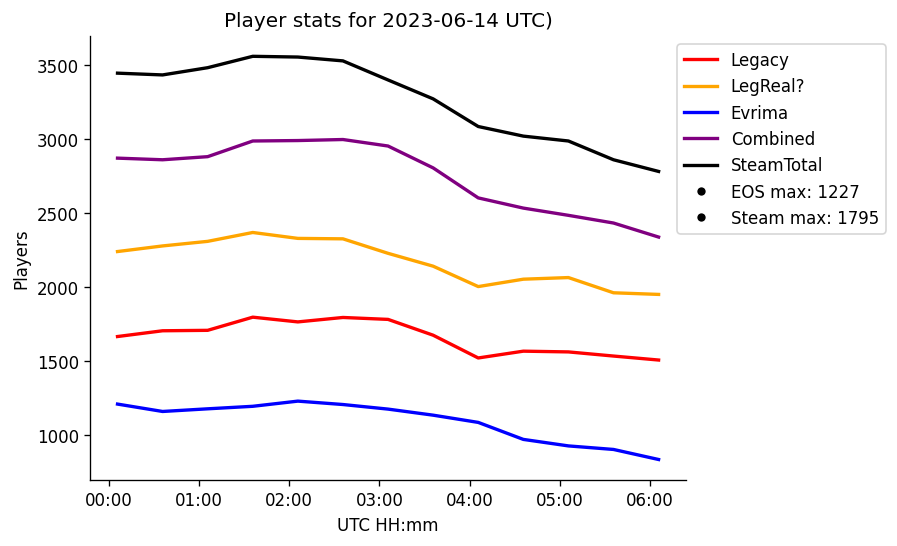 Player stats for 2023-06-14 UTC)
Legacy
LegReal?
Evrima
Combined
SteamTotal
EOS max: 1227
Steam max: 1795
Players
3500
3000
2500
2000
1500
1000
00:00 01:00 02:00 03:00 04:00 05:00 06:00
UTC HH:mm